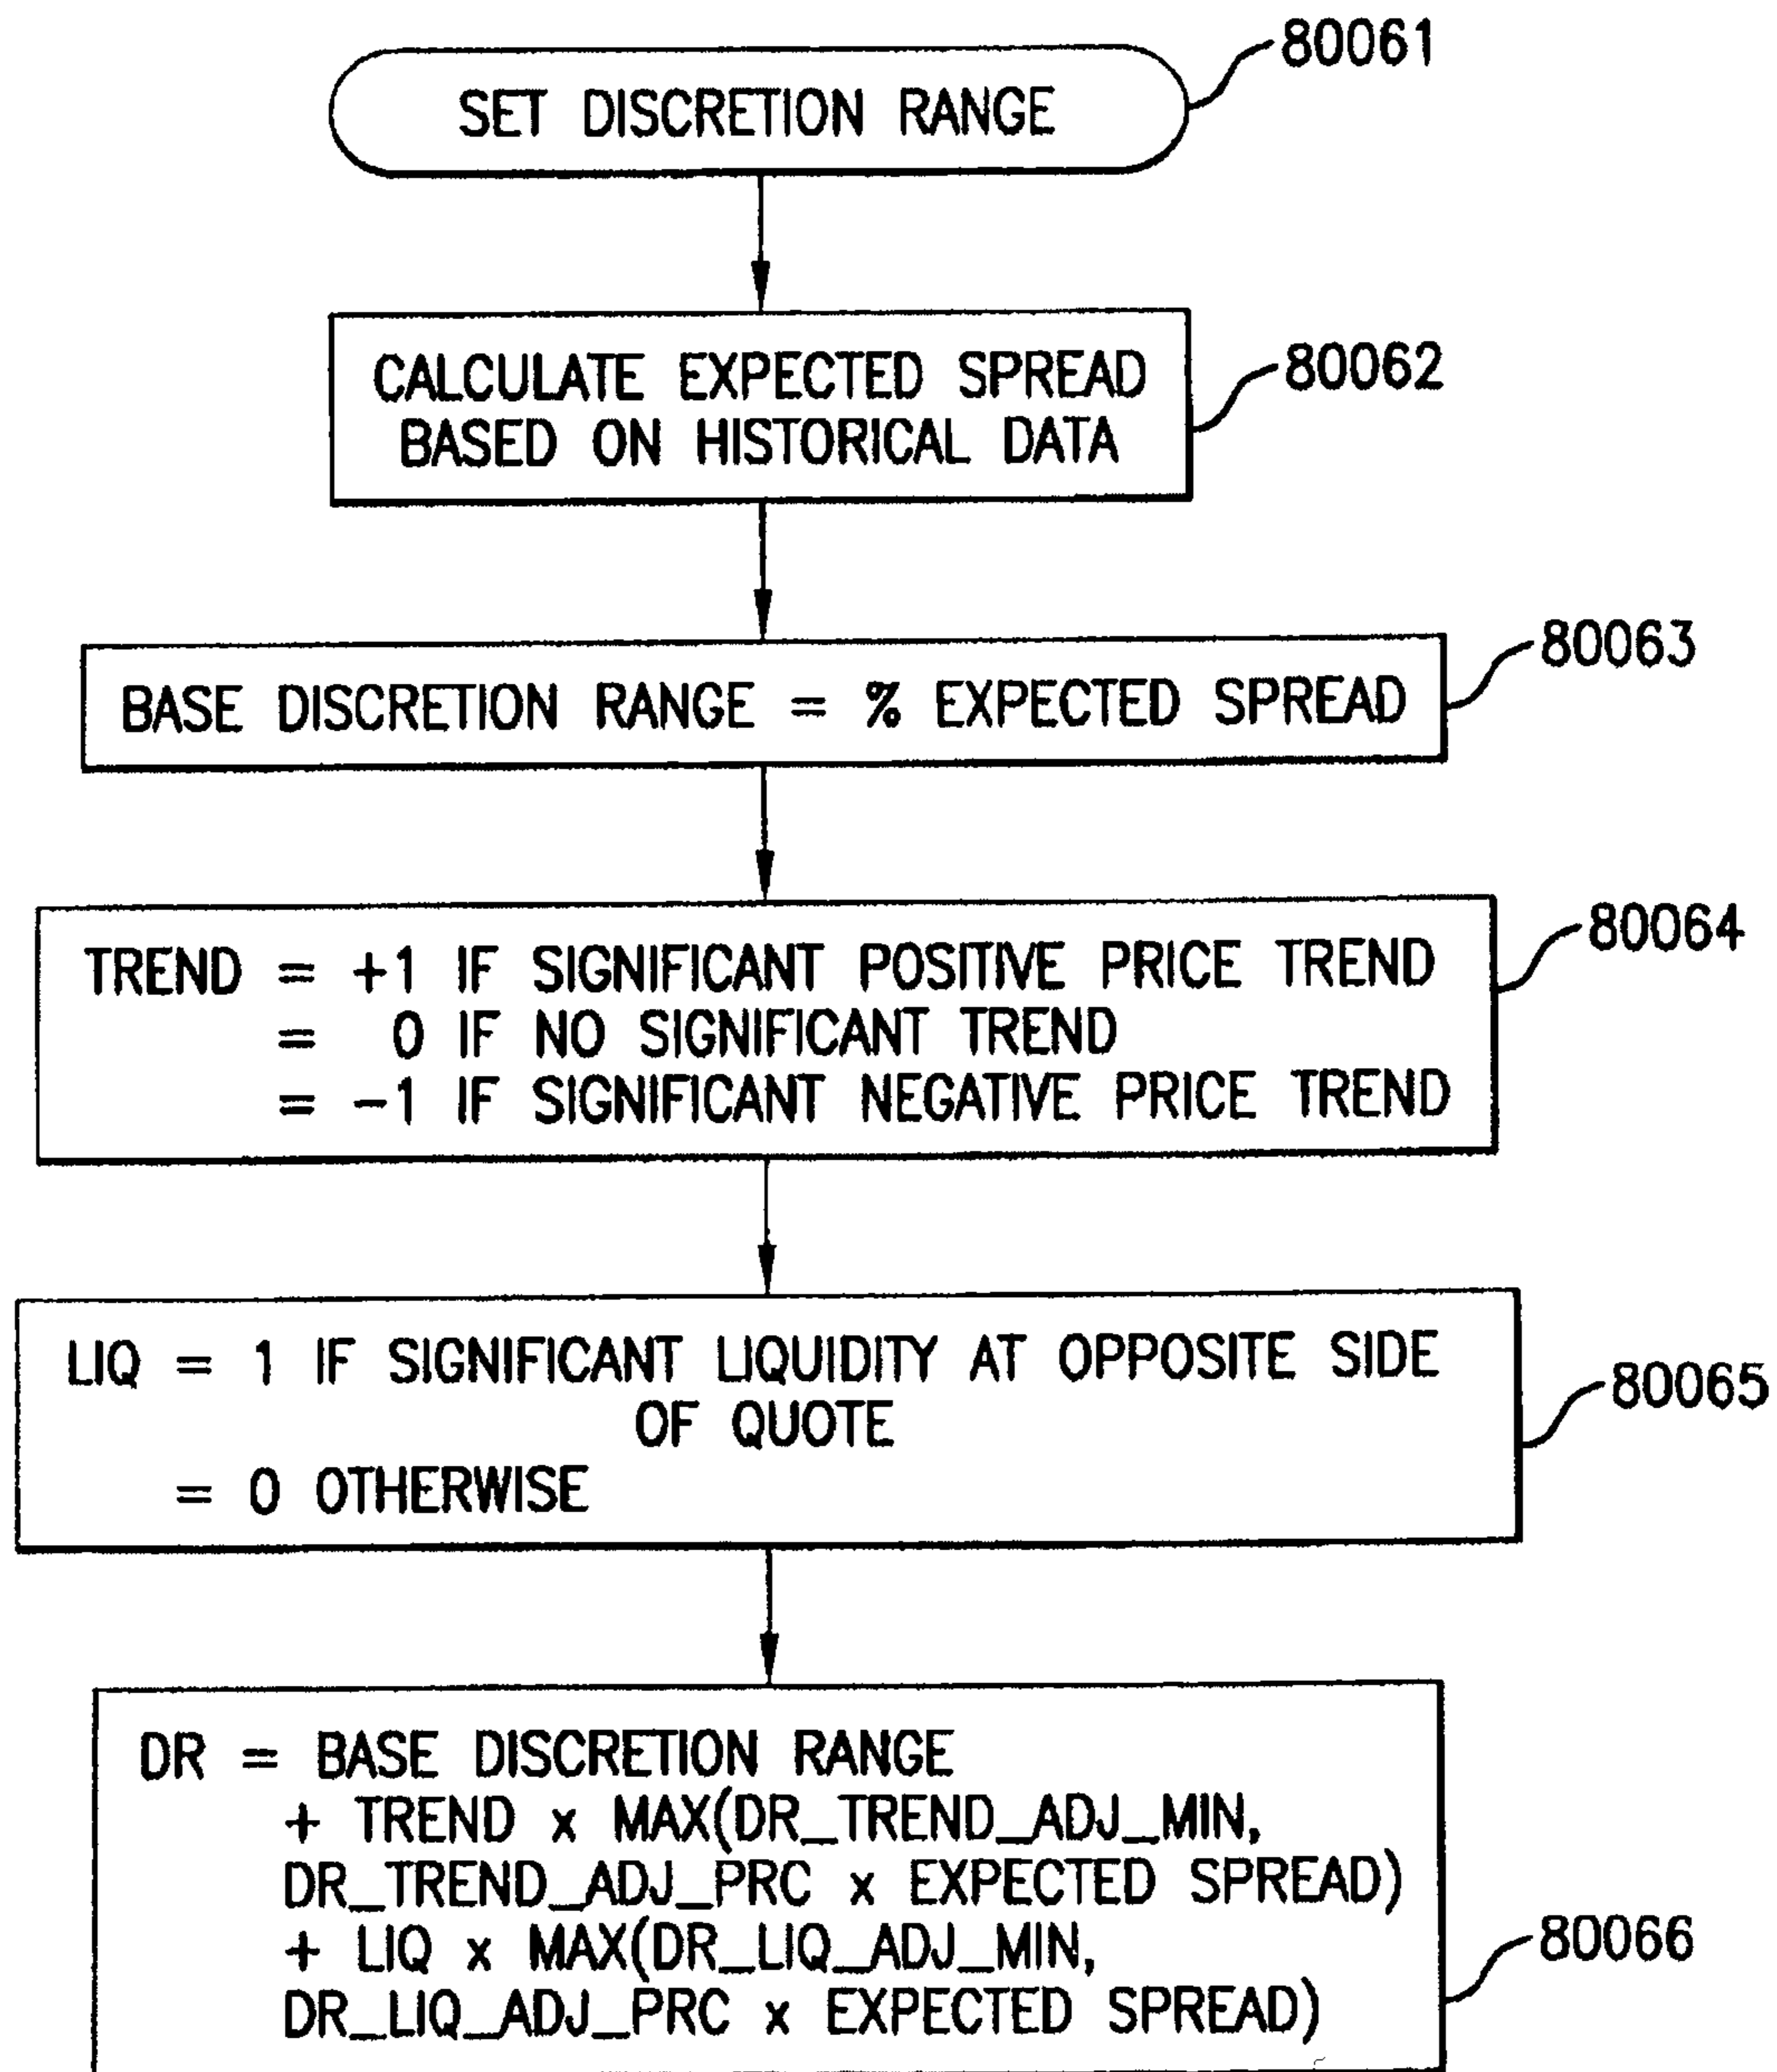 80061
SET DISCRETION RANGE
CALCULATE EXPECTED SPREAD
BASED ON HISTORICAL DATA
80062
80063
BASE DISCRETION RANGE = % EXPECTED SPREAD
80064
TREND = +1 IF SIGNIFICANT POSITIVE PRICE TREND
= 0 IF NO SIGNIFICANT TREND
= -1 IF SIGNIFICANT NEGATIVE PRICE TREND
LIQ = 1 IF SIGNIFICANT LIQUIDITY AT OPPOSITE SIDE
OF QUOTE
= 0 OTHERWISE
80065
DR = BASE DISCRETION RANGE
+ TREND x MAX(DR_TREND_ADJ_MIN,
DR_TREND_ADJ_PRC x EXPECTED SPREAD)
+ LIQ x MAX(DR_LIQ_ADJ_MIN,
DR_LIQ_ADJ_PRC x EXPECTED SPREAD)
80066